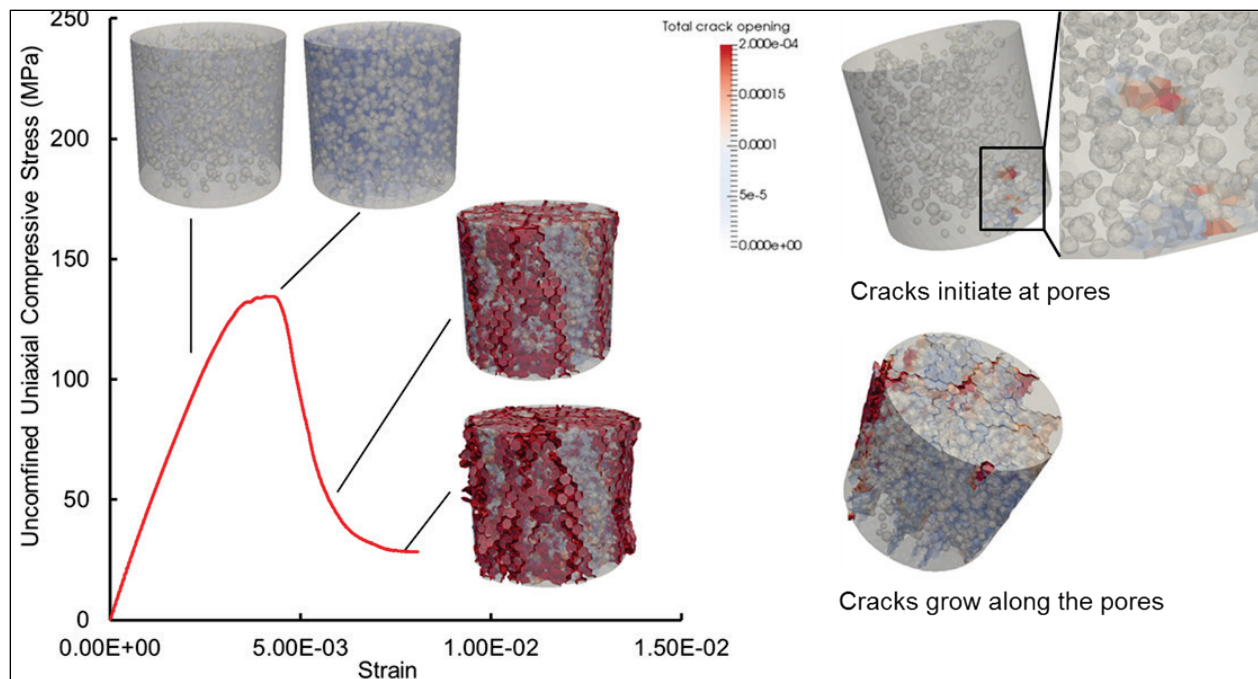 250
200
150
100
50
0
Uncomfined Uniaxial Compressive Stress (MPa)
0.00E+00
5.00E-03
1.00E-02
1.50E-02
Strain
Total crack opening
2.000e-04
0.00015
0.0001
5e-5
0.000e+00
Cracks initiate at pores
Cracks grow along the pores